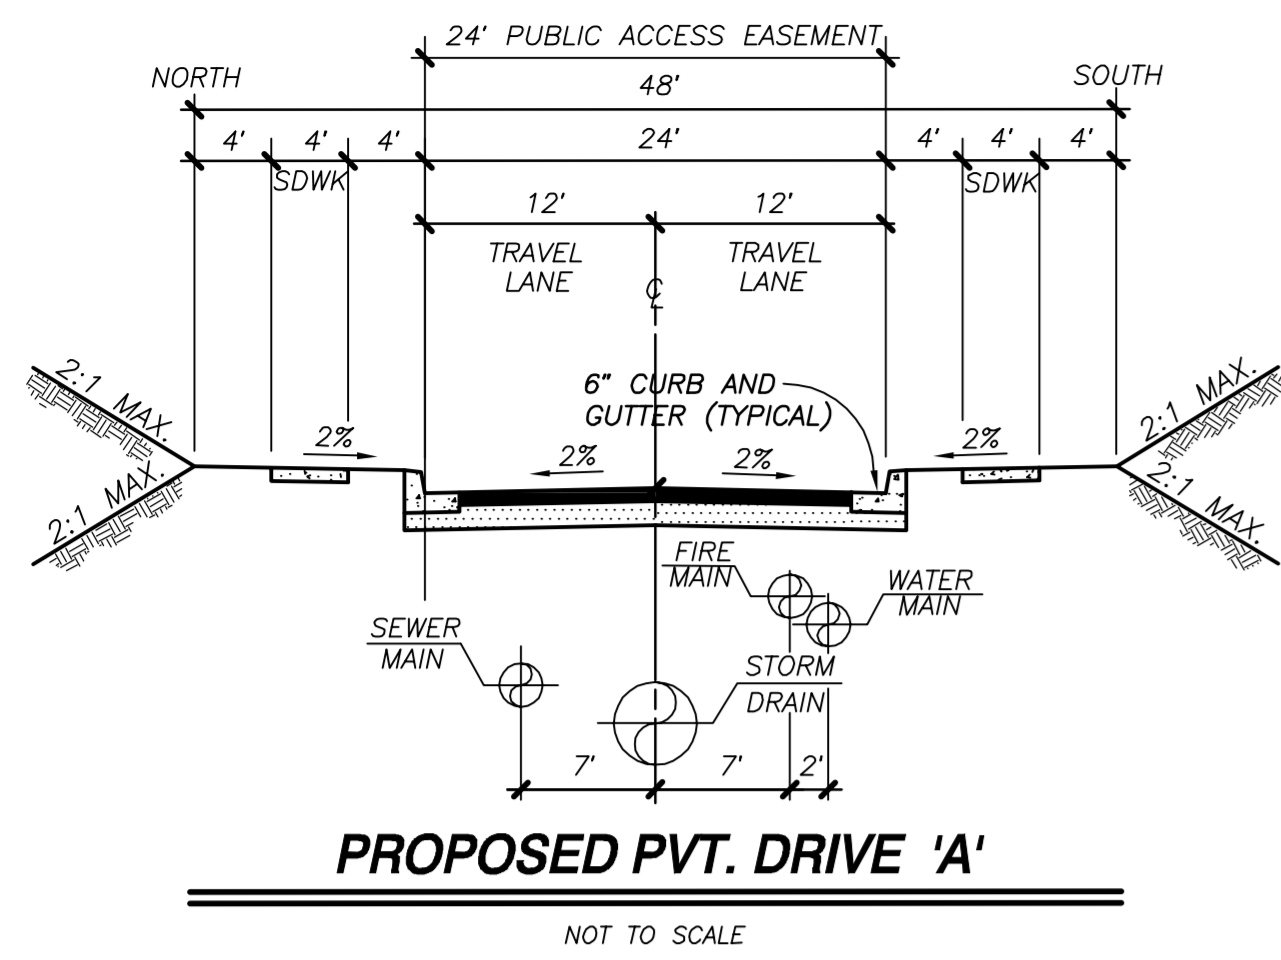 24' PUBLIC ACCESS EASEMENT
NORTH
48'
SOUTH
4'
4'
4'
24'
4'
4'
4'
SDWK
SDWK
12'
12'
TRAVEL
LANE
TRAVEL
LANE
℄
6" CURB AND
GUTTER (TYPICAL)
2:1 MAX.
2:1 MAX.
2%
2%
2%
2%
2:1 MAX.
2:1 MAX.
FIRE
MAIN
WATER
MAIN
SEWER
MAIN
STORM
DRAIN
7'
7'
2'
PROPOSED PVT. DRIVE 'A'
NOT TO SCALE